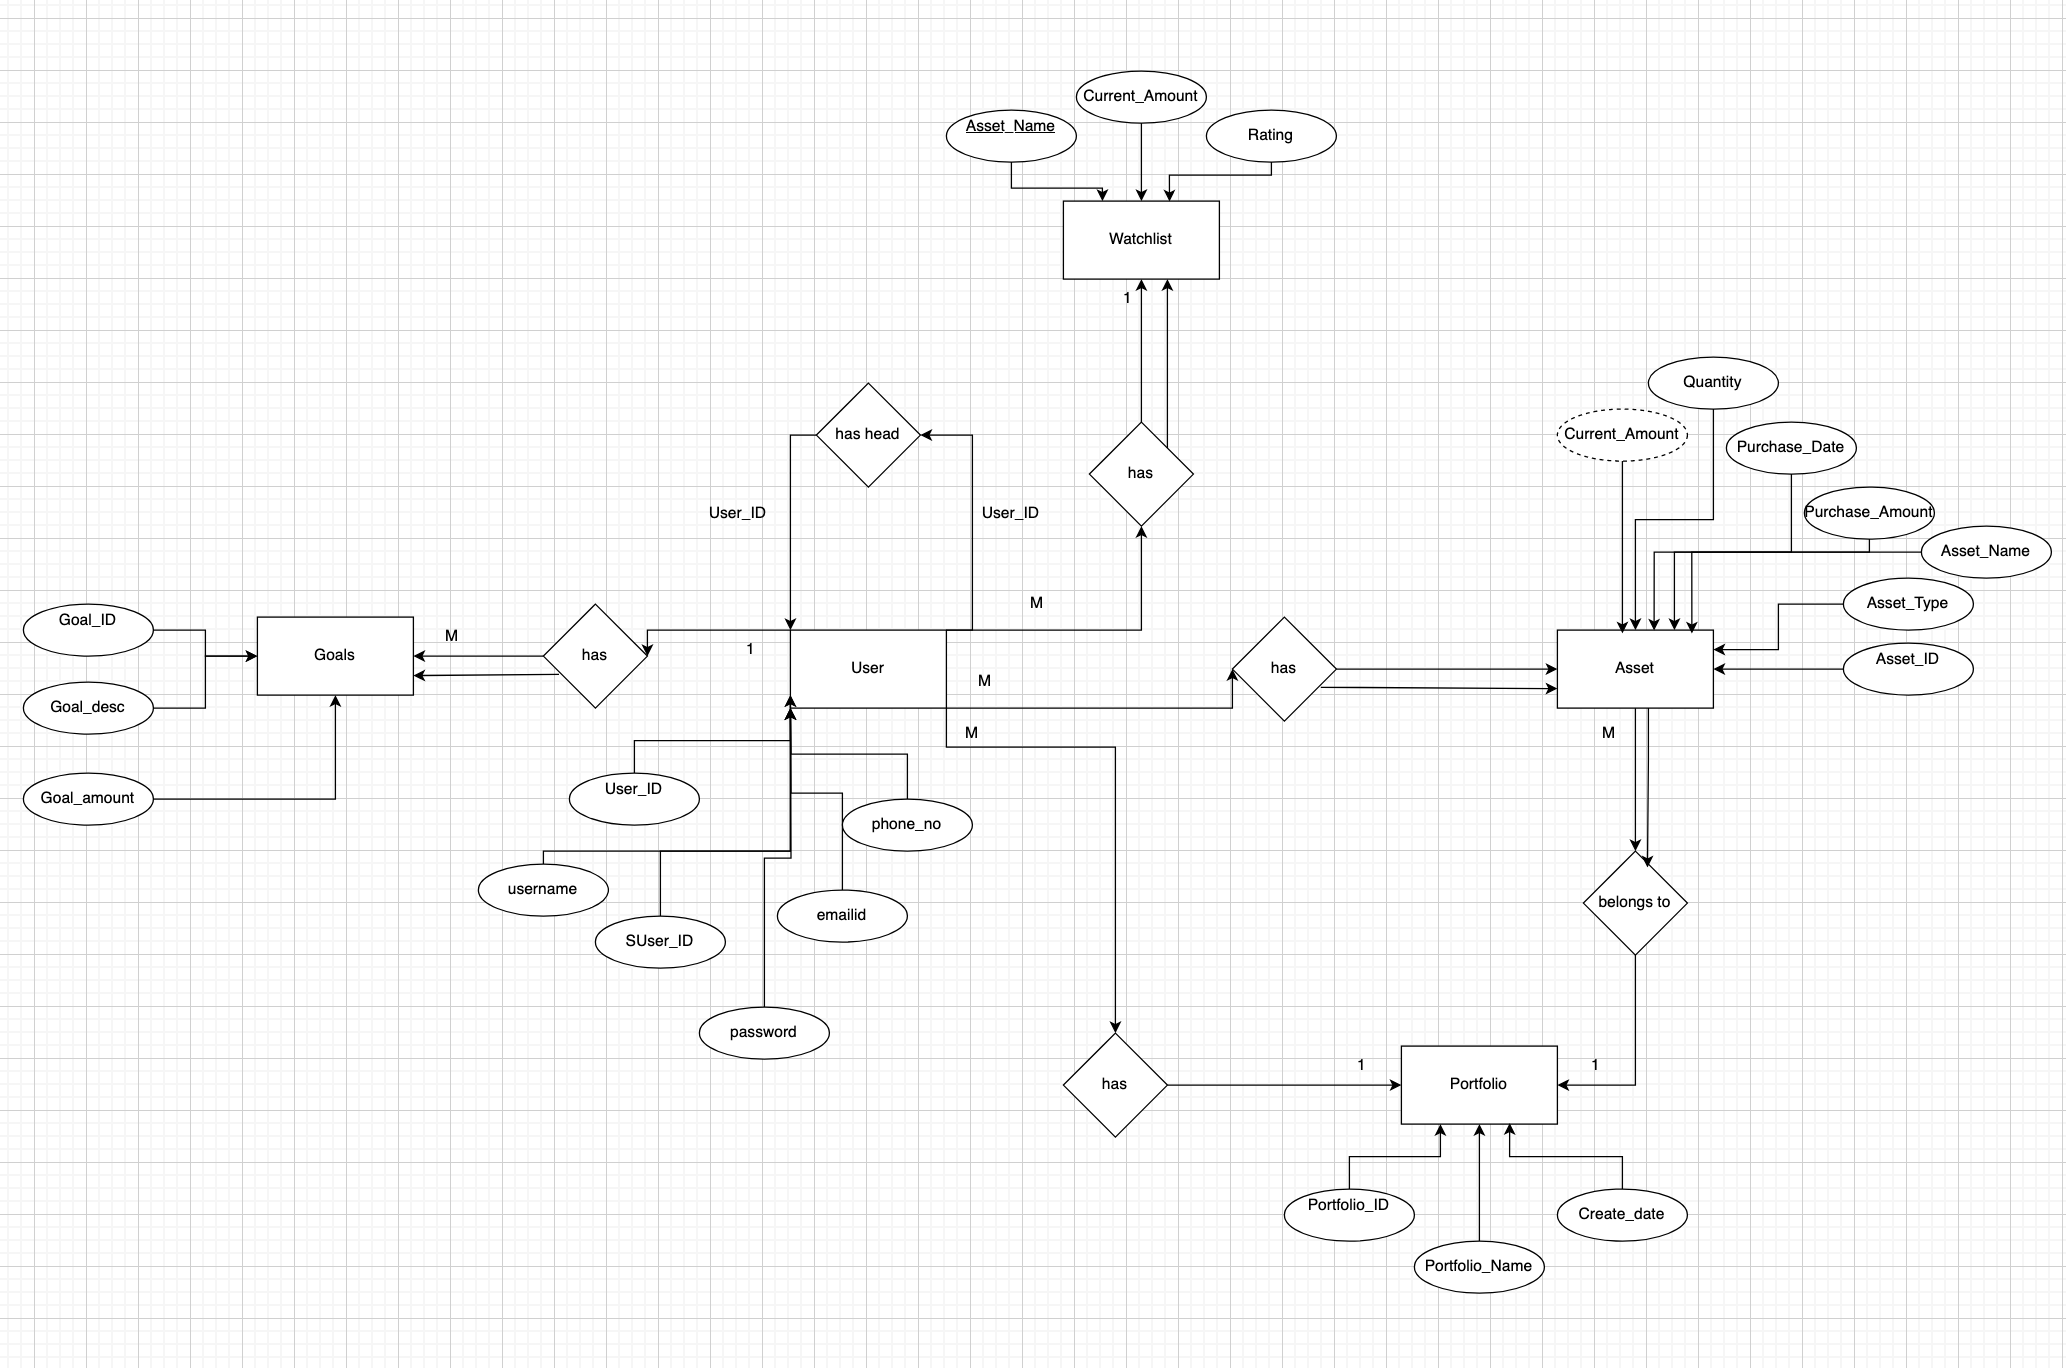 Current_Amount
Asset_Name
Rating
Watchlist
1
Quantity
has head
Current_Amount
Purchase_Date
has
User_ID
User_ID
Purchase_Amount
Asset_Name
M
Asset_Type
Goal_ID
M
1
Goals
has
User
has
Asset
Asset_ID
M
Goal_desc
M
M
User_ID
Goal_amount
phone_no
username
emailid
belongs to
SUser_ID
password
1
1
has
Portfolio
Portfolio_ID
Create_date
Portfolio_Name